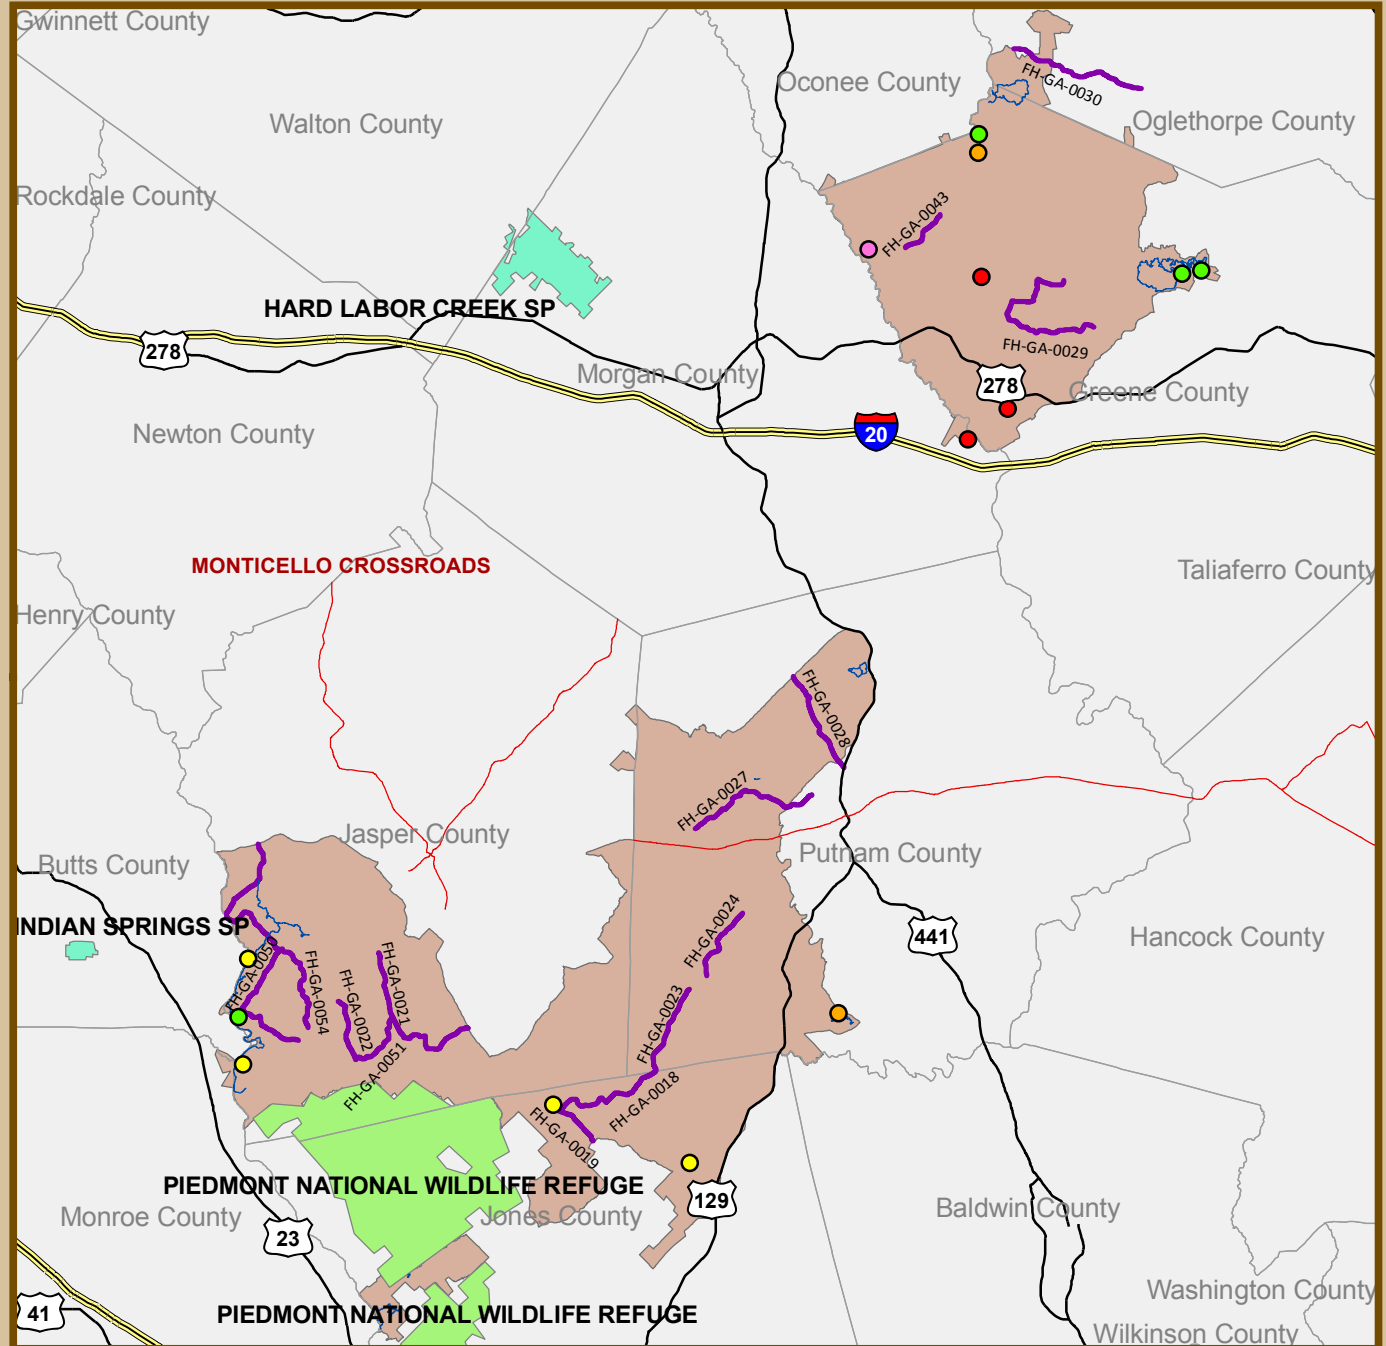 Gwinnett County
Oconee County
FH-GA-0030
Walton County
Oglethorpe County
Rockdale County
FH-GA-0043
HARD LABOR CREEK SP
278
FH-GA-0029
Morgan County
278
Greene County
Newton County
20
MONTICELLO CROSSROADS
Taliaferro County
Henry County
FH-GA-0028
FH-GA-0027
Jasper County
Putnam County
Butts County
INDIAN SPRINGS SP
FH-GA-0024
441
Hancock County
FH-GA-0050
FH-GA-0054
FH-GA-0022
FH-GA-0021
FH-GA-0023
FH-GA-0051
FH-GA-0018
FH-GA-0019
PIEDMONT NATIONAL WILDLIFE REFUGE
129
Monroe County
Jones County
Baldwin County
23
Washington County
41
PIEDMONT NATIONAL WILDLIFE REFUGE
Wilkinson County